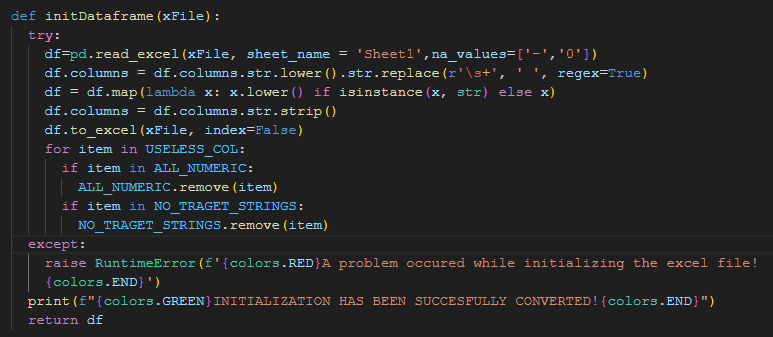 def initDataframe(xFile):
try:
df=pd.read_excel(xFile, sheet_name = 'Sheet1',na_values=['-','0'])
df.columns = df.columns.str.lower().str.replace(r'\s+', ' ', regex=True)
df = df.map(lambda x: x.lower() if isinstance(x, str) else x)
df.columns = df.columns.str.strip()
df.to_excel(xFile, index=False)
for item in USELESS_COL:
if item in ALL_NUMERIC:
ALL_NUMERIC.remove(item)
if item in NO_TRAGET_STRINGS:
NO_TRAGET_STRINGS.remove(item)
except:
raise RuntimeError(f'{colors.RED}A problem occured while initializing the excel file!
{colors.END}')
print(f"{colors.GREEN}INITIALIZATION HAS BEEN SUCCESFULLY CONVERTED!{colors.END}")
return df